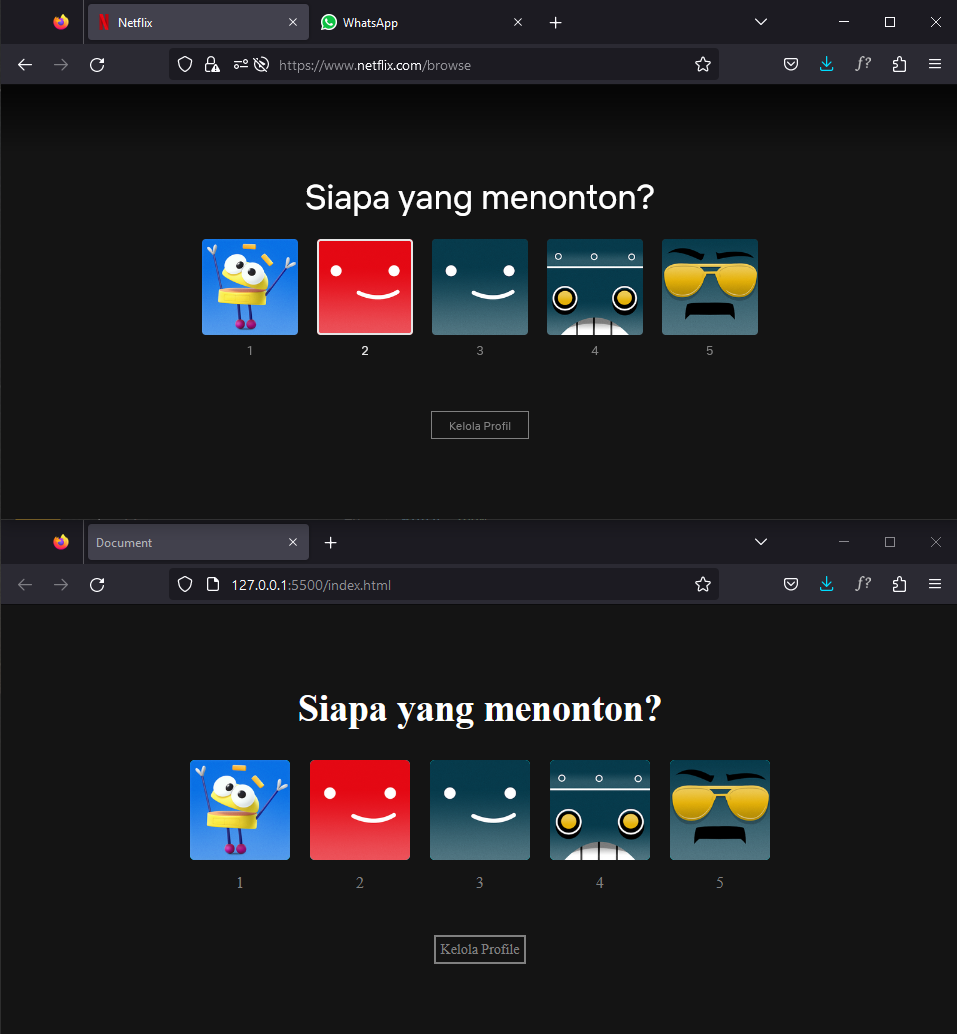 Netflix
WhatsApp
https://www.netflix.com/browse
f?
Siapa yang menonton?
1 2 3 4 5
Kelola Profil
Document
127.0.0.1:5500/index.html
f?
Siapa yang menonton?
1 2 3 4 5
Kelola Profile